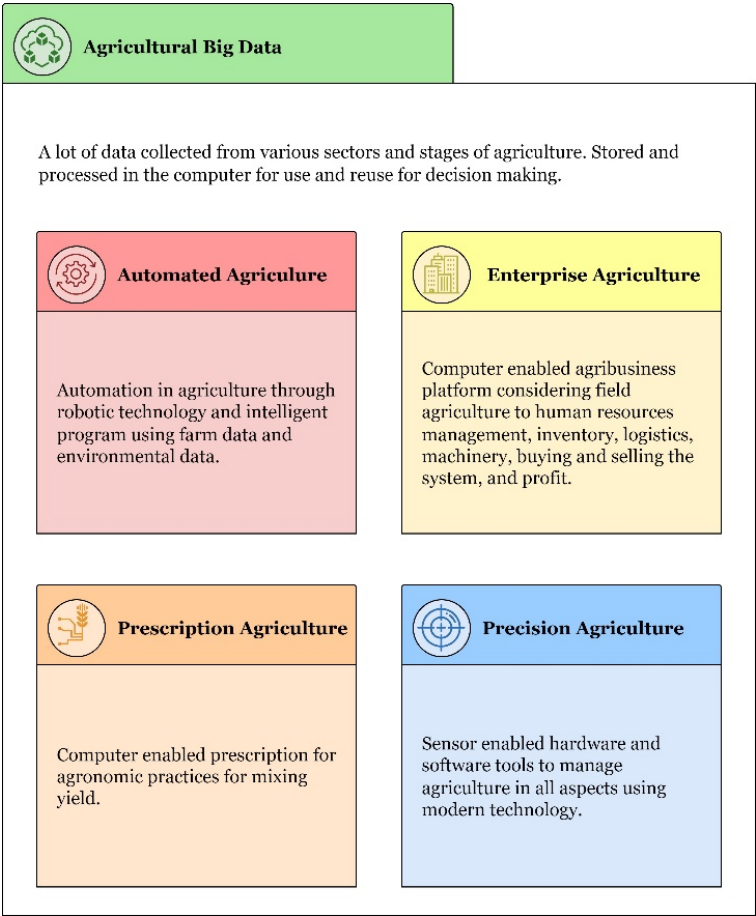 Agricultural Big Data
A lot of data collected from various sectors and stages of agriculture. Stored and
processed in the computer for use and reuse for decision making.
Automated Agriculure
Automation in agriculture through
robotic technology and intelligent
program using farm data and
environmental data.
Enterprise Agriculture
Computer enabled agribusiness
platform considering field
agriculture to human resources
management, inventory, logistics,
machinery, buying and selling the
system, and profit.
Prescription Agriculture
Computer enabled prescription for
agronomic practices for mixing
yield.
Precision Agriculture
Sensor enabled hardware and
software tools to manage
agriculture in all aspects using
modern technology.